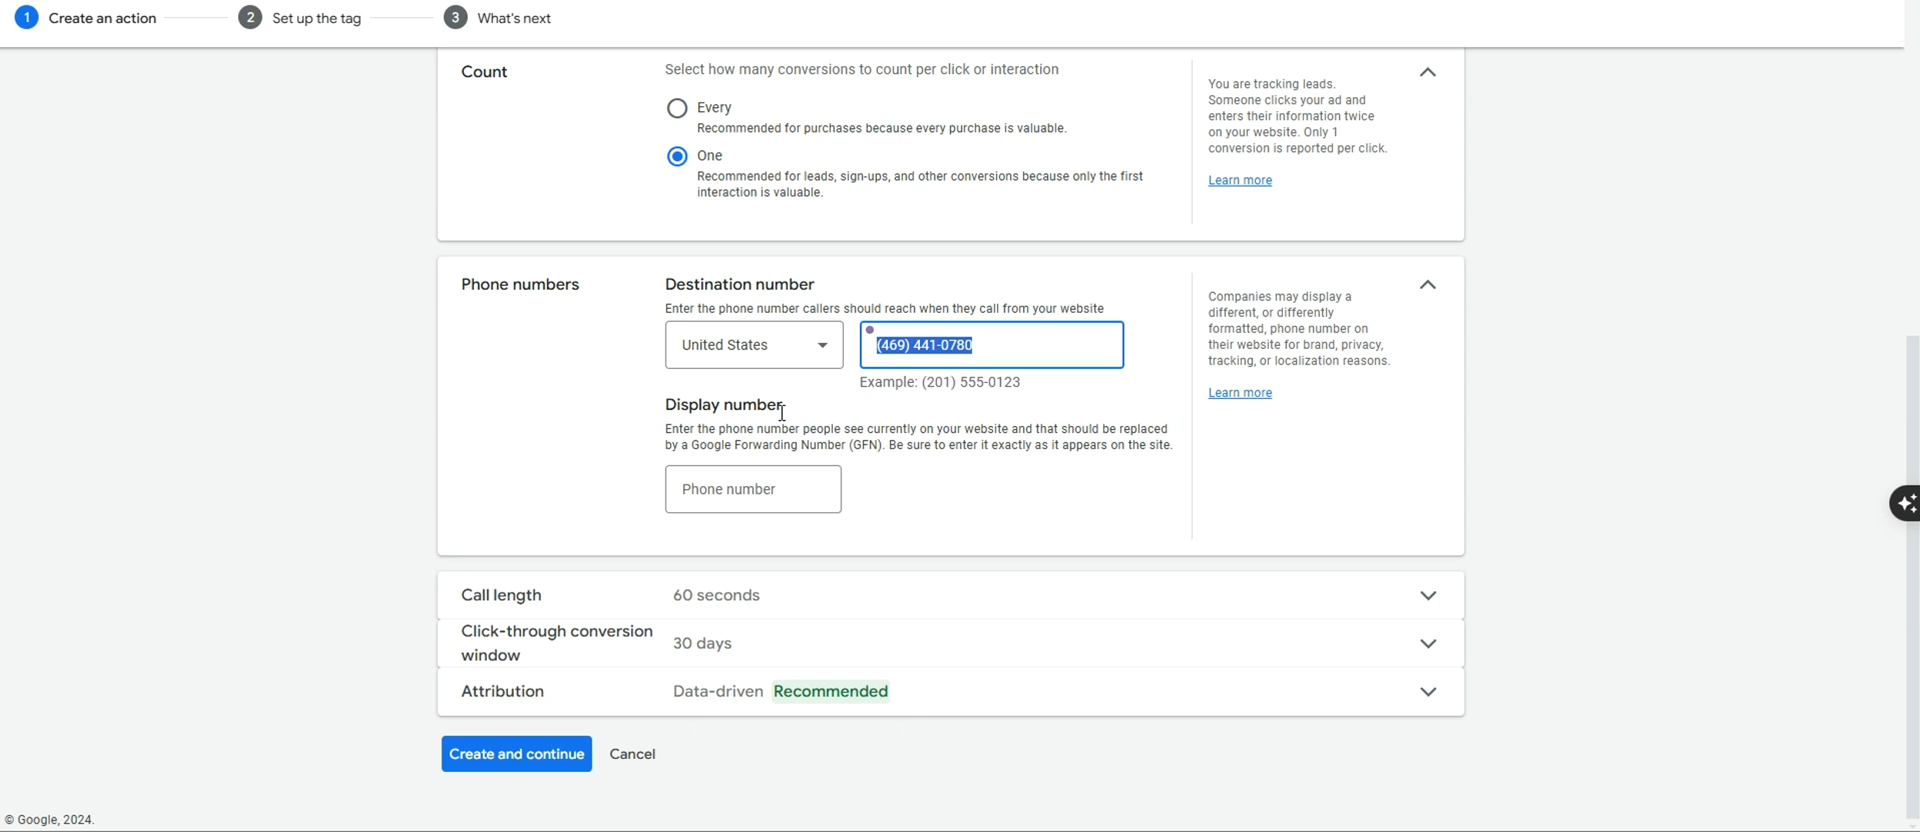 1 Create an action 2 Set up the tag 3 What's next
Count
Select how many conversions to count per click or interaction
Every
Recommended for purchases because every purchase is valuable.
One
Recommended for leads, sign-ups, and other conversions because only the first
interaction is valuable.
You are tracking leads.
Someone clicks your ad and
enters their information twice
on your website. Only 1
conversion is reported per click.
Learn more
Phone numbers
Destination number
Enter the phone number callers should reach when they call from your website
United States
(469) 441-0780
Example: (201) 555-0123
Display number
Enter the phone number people see currently on your website and that should be replaced
by a Google Forwarding Number (GFN). Be sure to enter it exactly as it appears on the site.
Phone number
Companies may display a
different, or differently
formatted, phone number on
their website for brand, privacy,
tracking, or localization reasons.
Learn more
Call length 60 seconds
Click-through conversion
window
30 days
Attribution Data-driven Recommended
Create and continue Cancel
© Google, 2024.